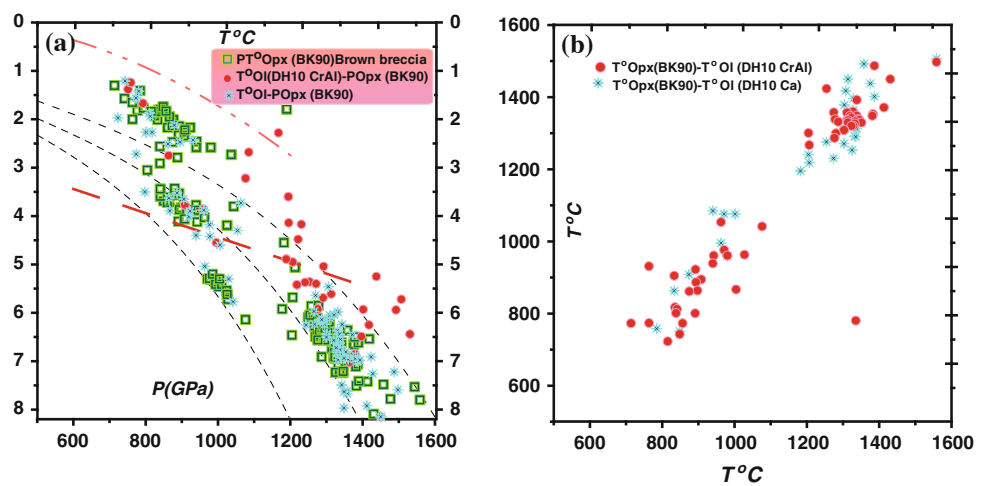 (a)
T°C
PT°Opx (BK90)Brown breccia
T°Ol(DH10 CrAl)-POpx (BK90)
T°Ol-POpx (BK90)
P(GPa)
0
1
2
3
4
5
6
7
8
0
1
2
3
4
5
6
7
8
600 800 1000 1200 1400 1600
(b)
T°Opx(BK90)-T°Ol (DH10 CrAl)
T°Opx(BK90)-T°Ol (DH10 Ca)
T°C
1600
1400
1200
1000
800
600
600 800 1000 1200 1400 1600
T°C